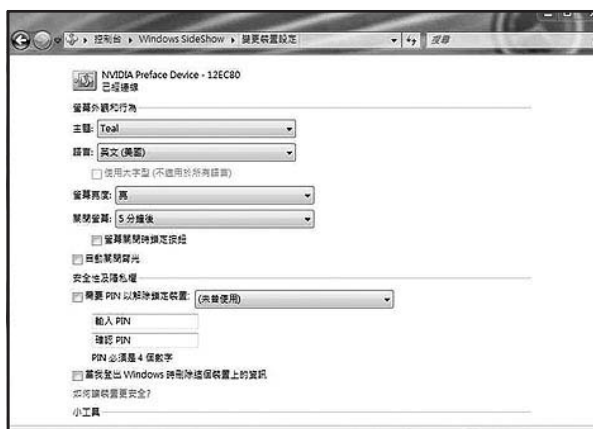 控制台 ▸ Windows SideShow ▸ 變更裝置設定
搜尋
NVIDIA Preface Device - 12EC80
已經連線
螢幕外觀和行為
主題: Teal
語言: 英文 (美國)
使用大字型 (不適用於所有語言)
螢幕亮度: 亮
關閉螢幕: 5 分鐘後
螢幕關閉時鎖定按鈕
自動關閉背光
安全性及隱私權
需要 PIN 以解除鎖定裝置: (未曾使用)
輸入 PIN
確認 PIN
PIN 必須是 4 個數字
當我登出 Windows 時刪除這個裝置上的資訊
如何讓裝置更安全?
小工具